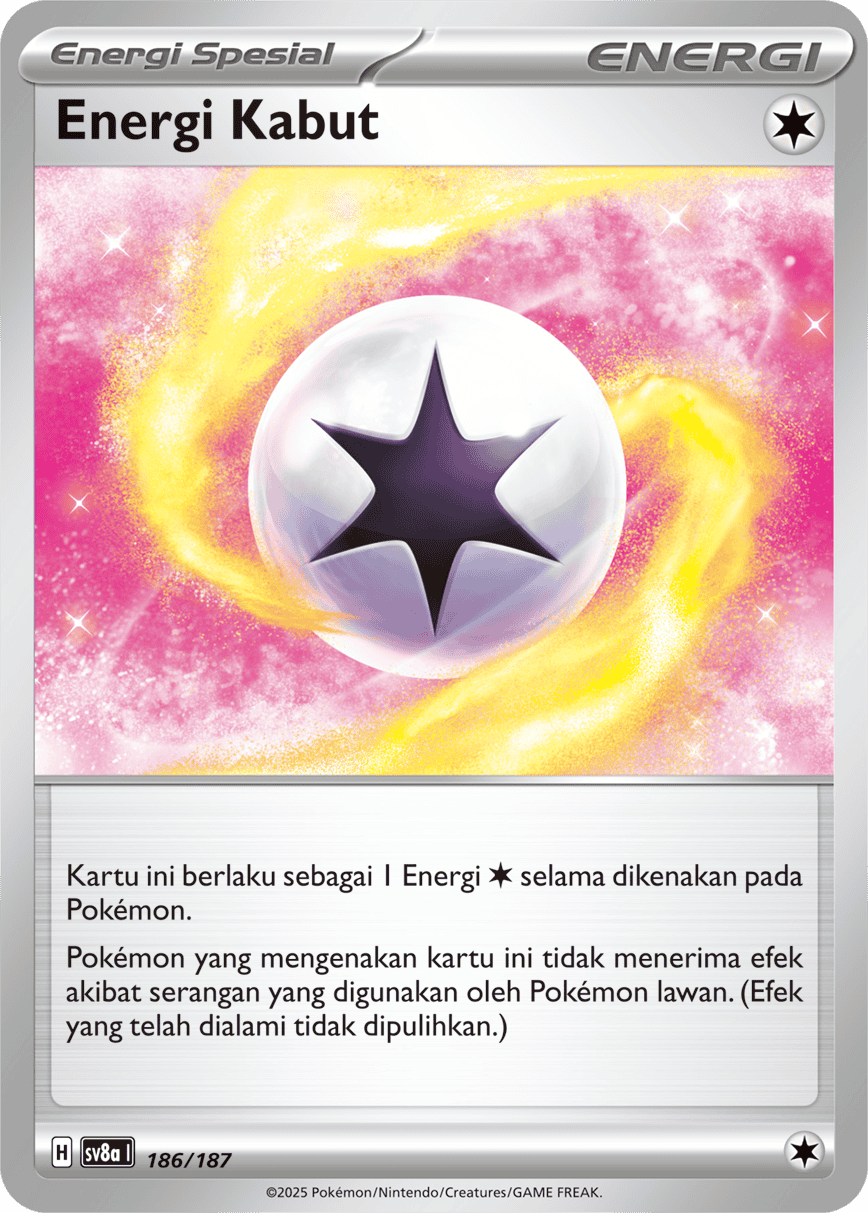 Energi Spesial
ENERGI
Energi Kabut
Kartu ini berlaku sebagai 1 Energi ✶ selama dikenakan pada
Pokémon.
Pokémon yang mengenakan kartu ini tidak menerima efek
akibat serangan yang digunakan oleh Pokémon lawan. (Efek
yang telah dialami tidak dipulihkan.)
H sv8a I 186/187
©2025 Pokémon/Nintendo/Creatures/GAME FREAK.